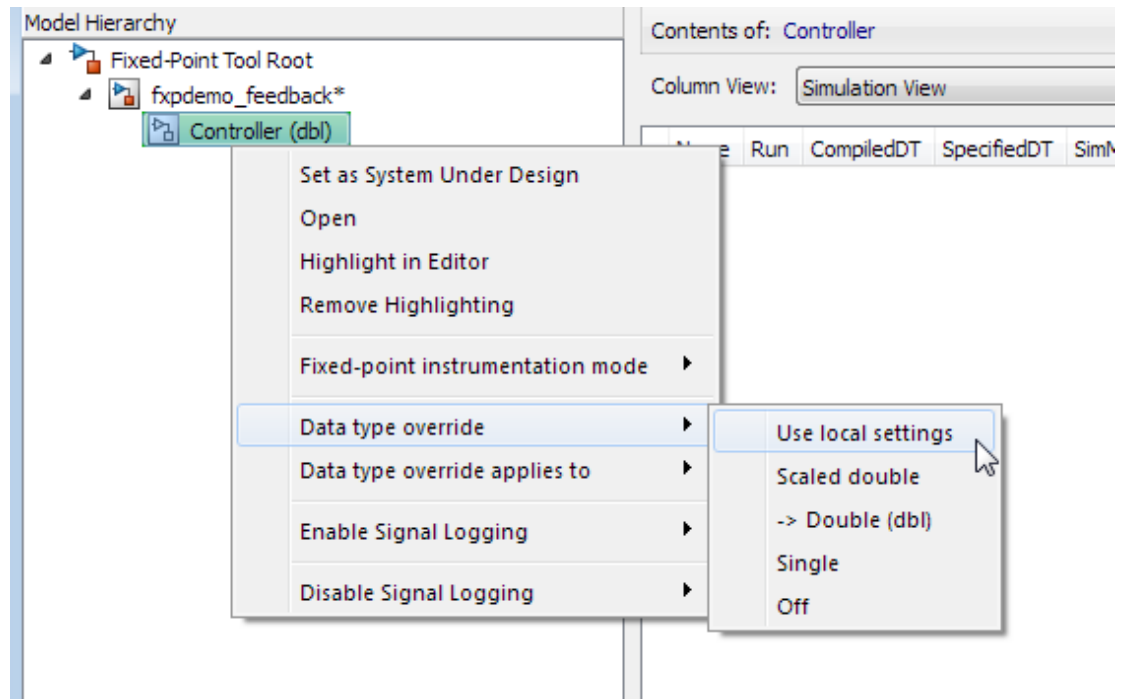 Model Hierarchy
Fixed-Point Tool Root
fxpdemo_feedback*
Controller (dbl)
Contents of: Controller
Column View: Simulation View
Run CompiledDT SpecifiedDT
Set as System Under Design
Open
Highlight in Editor
Remove Highlighting
Fixed-point instrumentation mode
Data type override
Data type override applies to
Enable Signal Logging
Disable Signal Logging
Use local settings
Scaled double
-> Double (dbl)
Single
Off